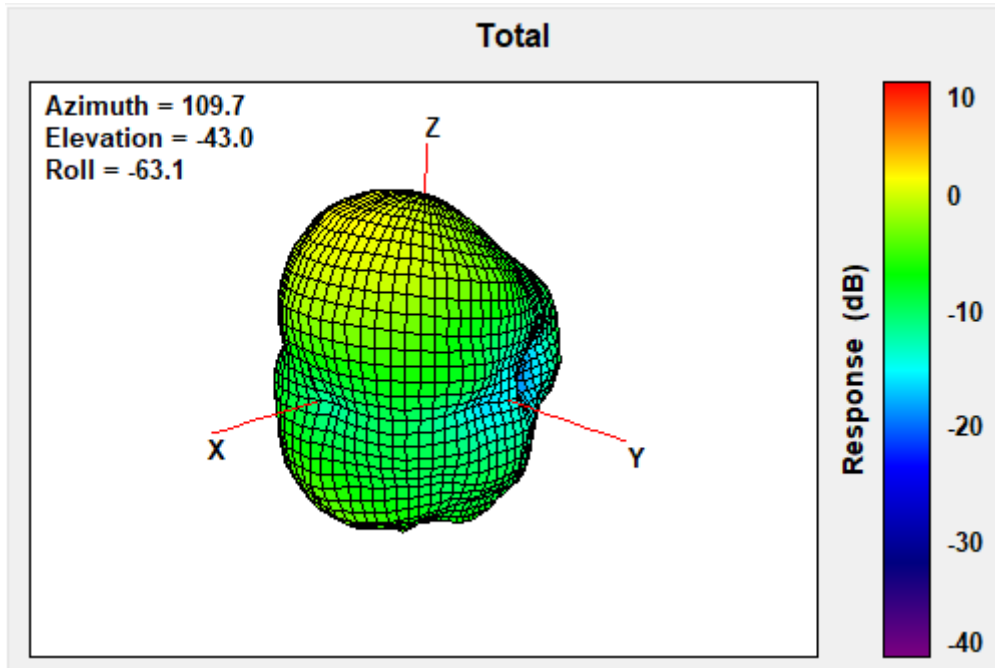 Total
Azimuth = 109.7
Elevation = -43.0
Roll = -63.1
Z
X
Y
10
0
-10
-20
-30
-40
Response (dB)